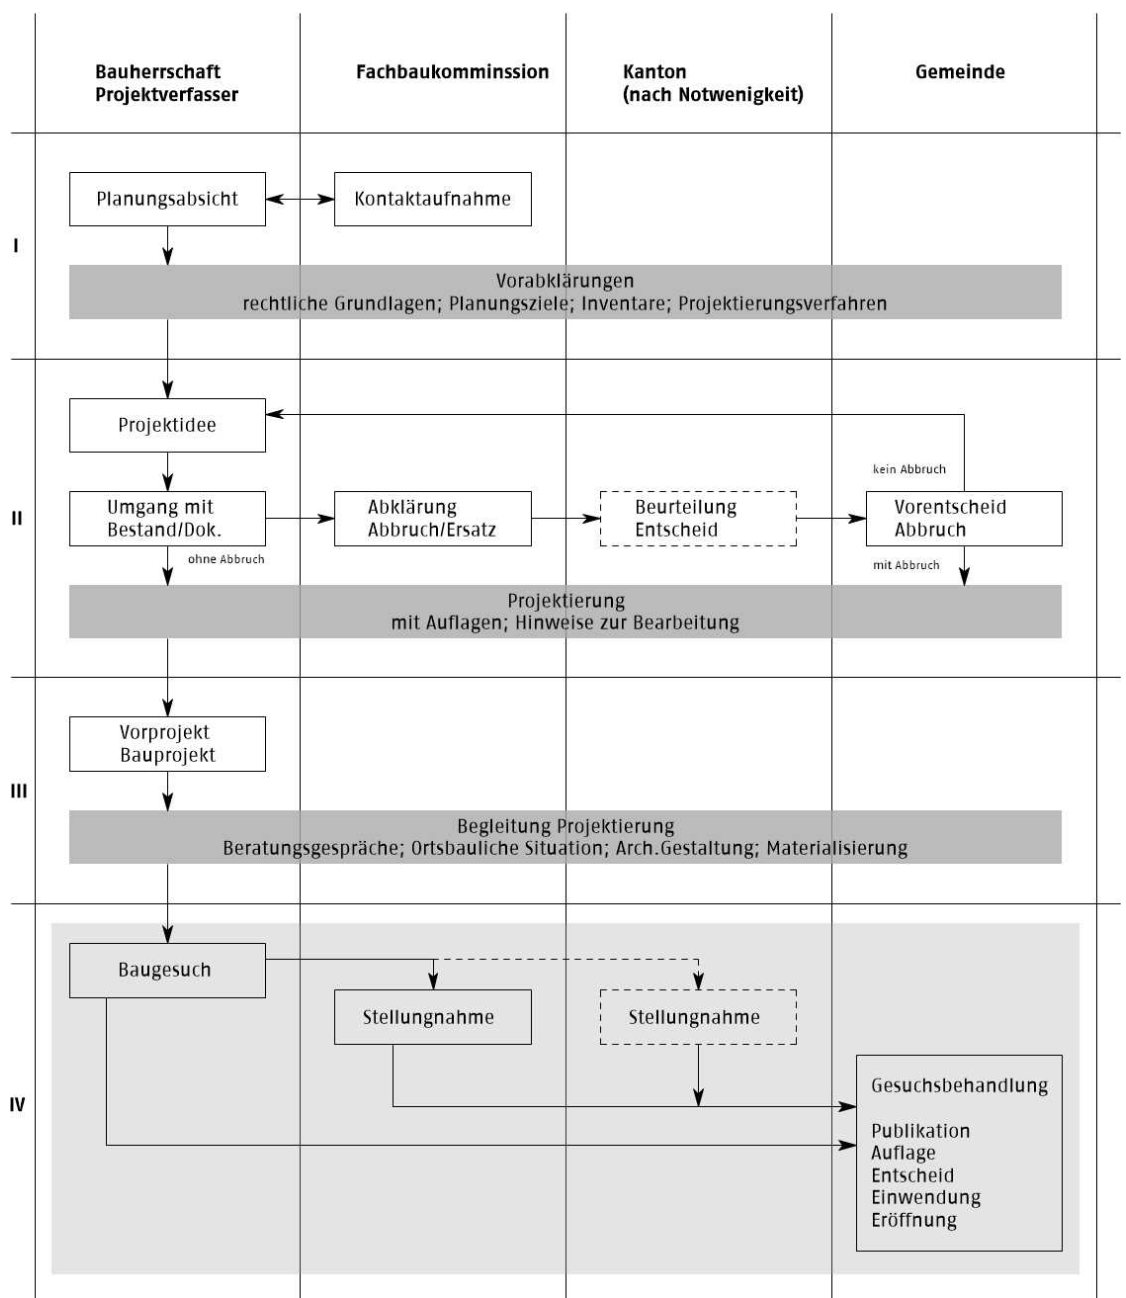 Bauherrschaft
Projektverfasser
Fachbaukominssion
Kanton
(nach Notwenigkeit)
Gemeinde
I
Planungsabsicht
Kontaktaufnahme
Vorabklärungen
rechtliche Grundlagen; Planungsziele; Inventare; Projektierungsverfahren
II
Projektidee
kein Abbruch
Umgang mit
Bestand/Dok.
Abklärung
Abbruch/Ersatz
Beurteilung
Entscheid
Vorentscheid
Abbruch
ohne Abbruch
mit Abbruch
Projektierung
mit Auflagen; Hinweise zur Bearbeitung
III
Vorprojekt
Bauprojekt
Begleitung Projektierung
Beratungsgespräche; Ortsbauliche Situation; Arch.Gestaltung; Materialisierung
IV
Baugesuch
Stellungnahme
Stellungnahme
Gesuchsbehandlung
Publikation
Auflage
Entscheid
Einwendung
Eröffnung